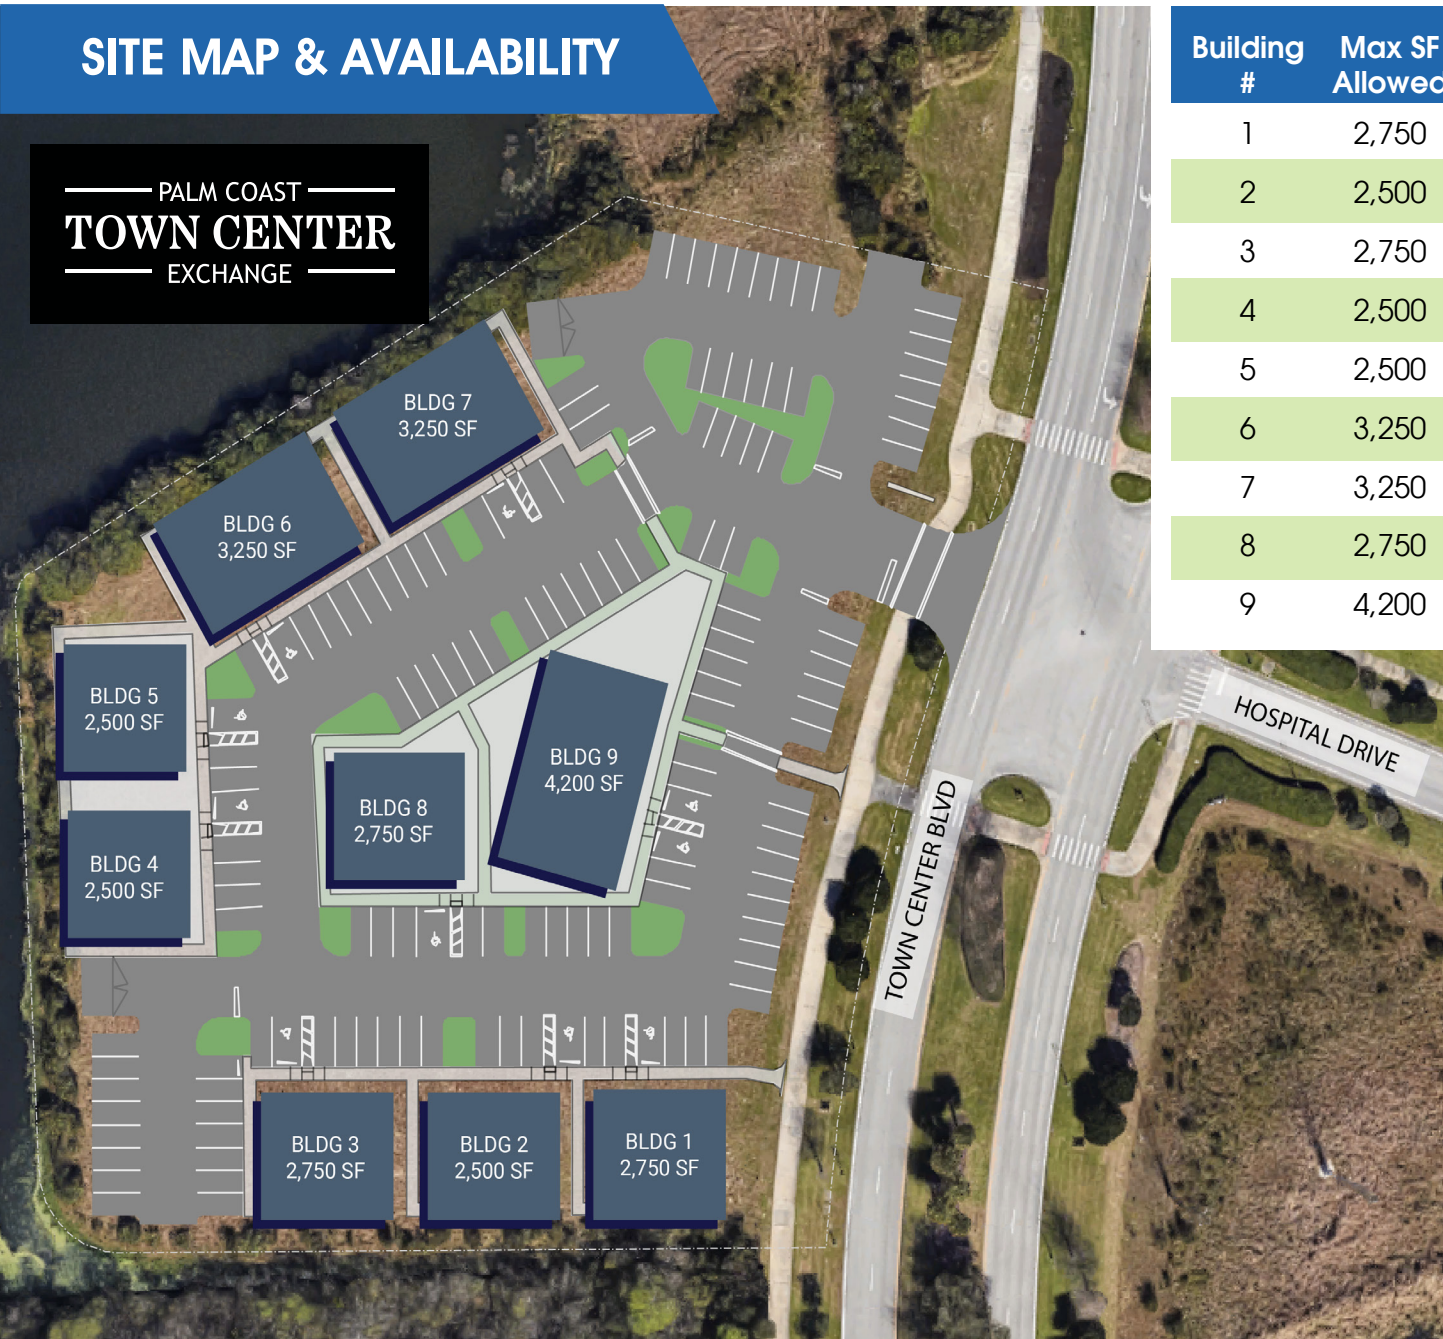 SITE MAP & AVAILABILITY
PALM COAST
TOWN CENTER
EXCHANGE
Building Max SF
# Allowed
1 2,750
2 2,500
3 2,750
4 2,500
5 2,500
6 3,250
7 3,250
8 2,750
9 4,200
BLDG 7
3,250 SF
BLDG 6
3,250 SF
BLDG 5
2,500 SF
BLDG 9
4,200 SF
BLDG 8
2,750 SF
BLDG 4
2,500 SF
BLDG 3
2,750 SF
BLDG 2
2,500 SF
BLDG 1
2,750 SF
HOSPITAL DRIVE
TOWN CENTER BLVD